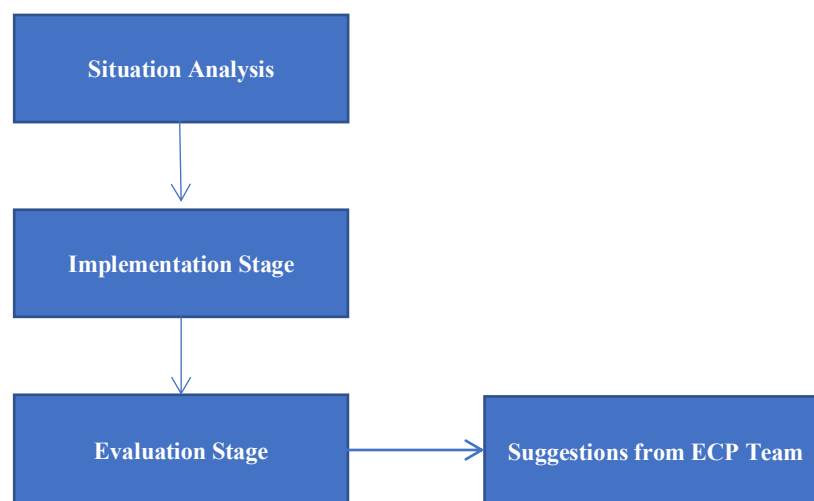 Situation Analysis
Implementation Stage
Evaluation Stage
Suggestions from ECP Team